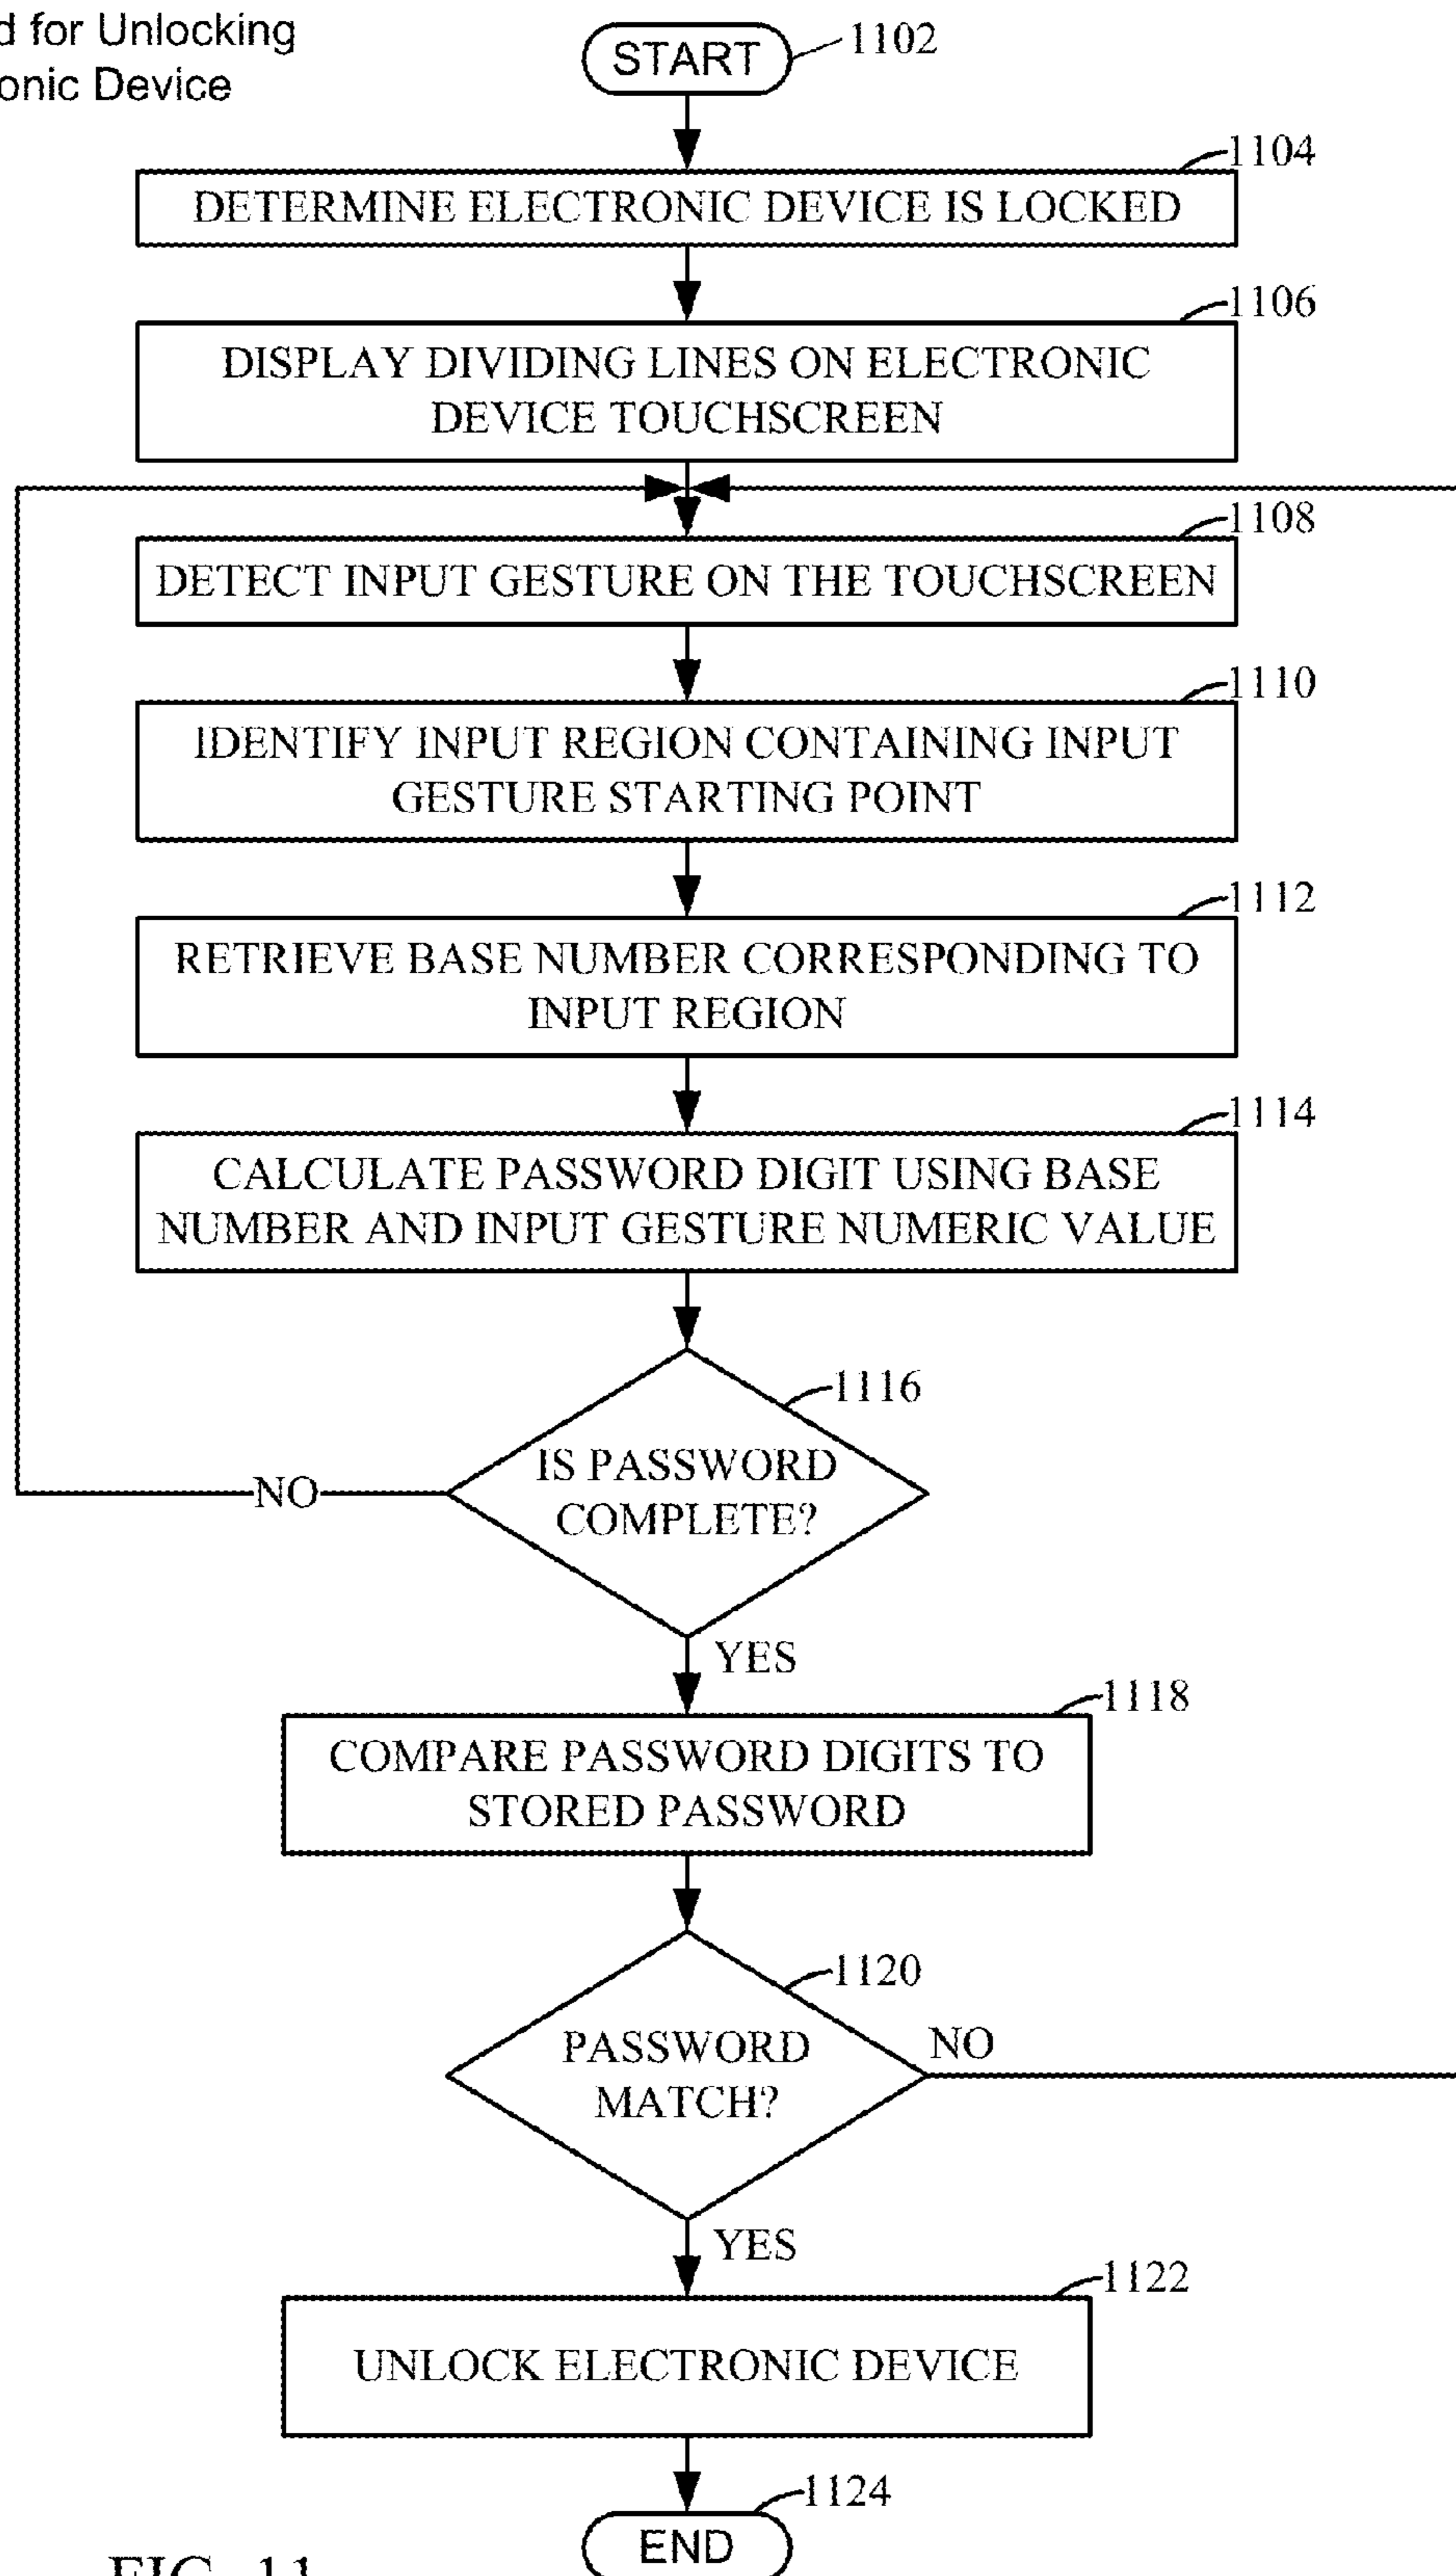 for Unlocking
Device
START
1102
1104
DETERMINE ELECTRONIC DEVICE IS LOCKED
1106
DISPLAY DIVIDING LINES ON ELECTRONIC
DEVICE TOUCHSCREEN
1108
DETECT INPUT GESTURE ON THE TOUCHSCREEN
1110
IDENTIFY INPUT REGION CONTAINING INPUT
GESTURE STARTING POINT
1112
RETRIEVE BASE NUMBER CORRESPONDING TO
INPUT REGION
1114
CALCULATE PASSWORD DIGIT USING BASE
NUMBER AND INPUT GESTURE NUMERIC VALUE
1116
IS PASSWORD
COMPLETE?
NO
YES
1118
COMPARE PASSWORD DIGITS TO
STORED PASSWORD
1120
PASSWORD
MATCH?
NO
YES
1122
UNLOCK ELECTRONIC DEVICE
1124
END
FIG. 11